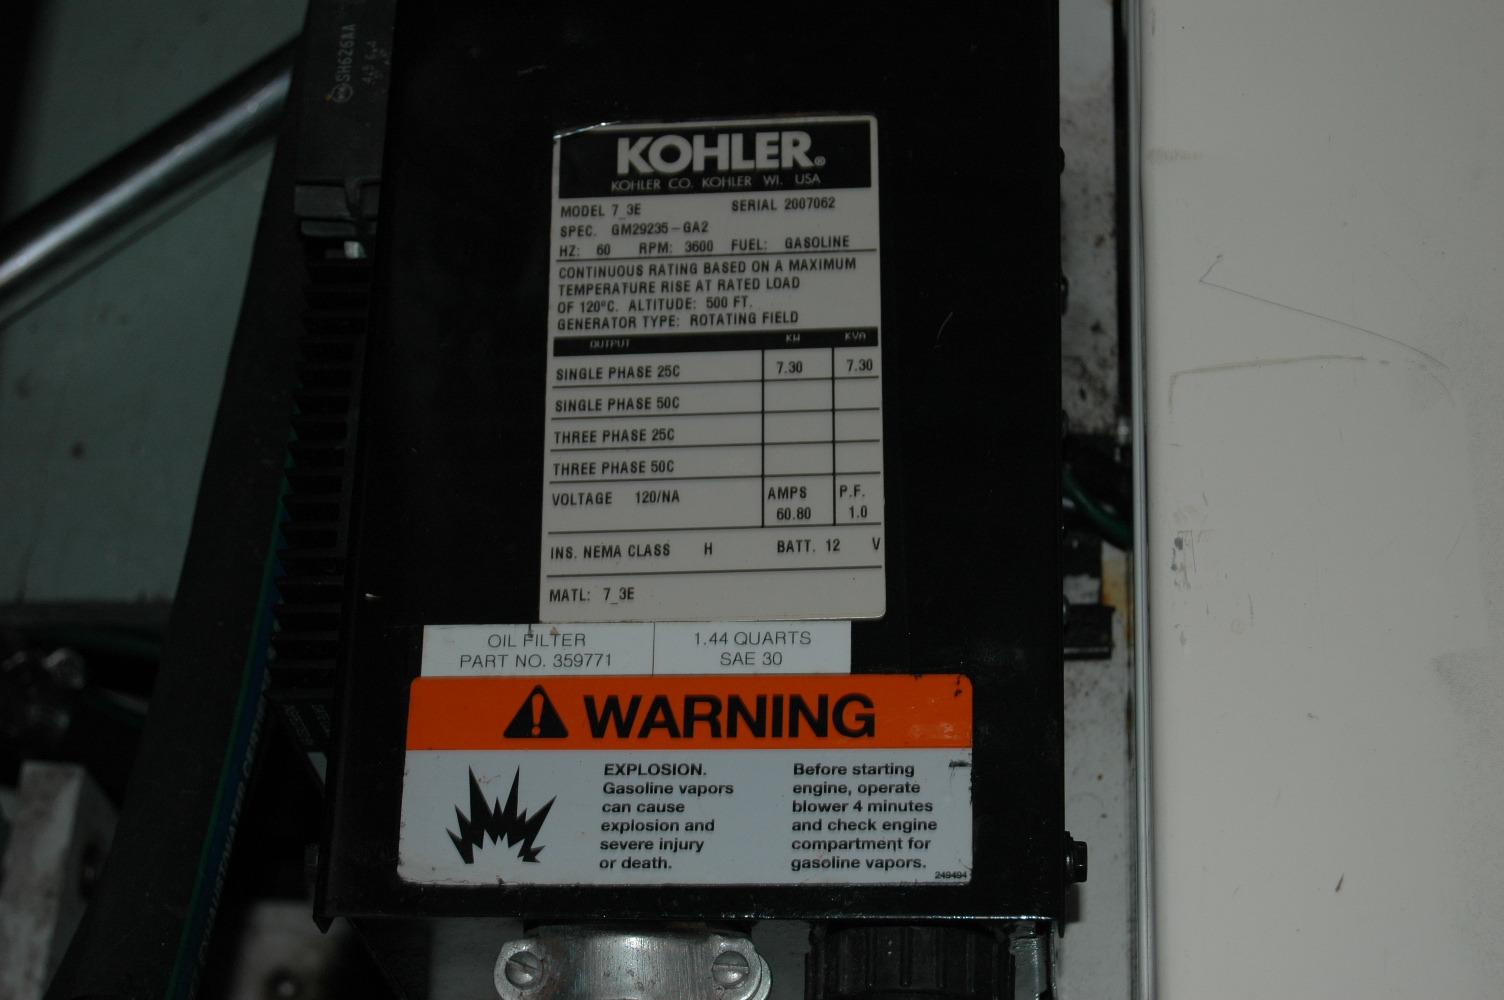 SH626AA
KOHLER®
KOHLER CO. KOHLER WI. USA
MODEL 7_3E SERIAL 2007062
SPEC. GM29235-GA2
HZ: 60 RPM: 3600 FUEL: GASOLINE
CONTINUOUS RATING BASED ON A MAXIMUM
TEMPERATURE RISE AT RATED LOAD
OF 120ºC. ALTITUDE: 500 FT.
GENERATOR TYPE: ROTATING FIELD
OUTPUT KW KVA
SINGLE PHASE 25C 7.30 7.30
SINGLE PHASE 50C
THREE PHASE 25C
THREE PHASE 50C
VOLTAGE 120/NA AMPS P.F.
60.80 1.0
INS. NEMA CLASS H BATT. 12 V
MATL: 7_3E
OIL FILTER
PART NO. 359771
1.44 QUARTS
SAE 30
WARNING
EXPLOSION.
Gasoline vapors
can cause
explosion and
severe injury
or death.
Before starting
engine, operate
blower 4 minutes
and check engine
compartment for
gasoline vapors.
249494